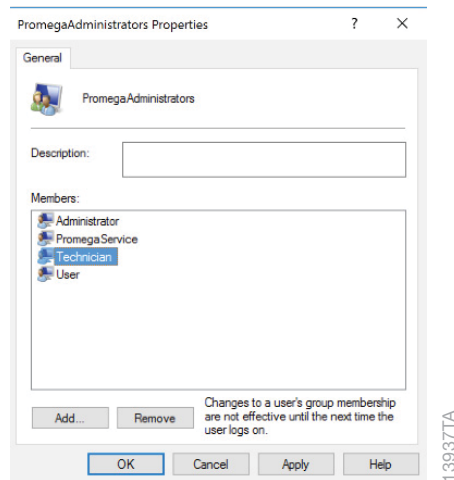 PromegaAdministrators Properties
?
General
PromegaAdministrators
Description:
Members:
Administrator
PromegaService
Technician
User
Add...
Remove
Changes to a user's group membership
are not effective until the next time the
user logs on.
OK
Cancel
Apply
Help
13937TA